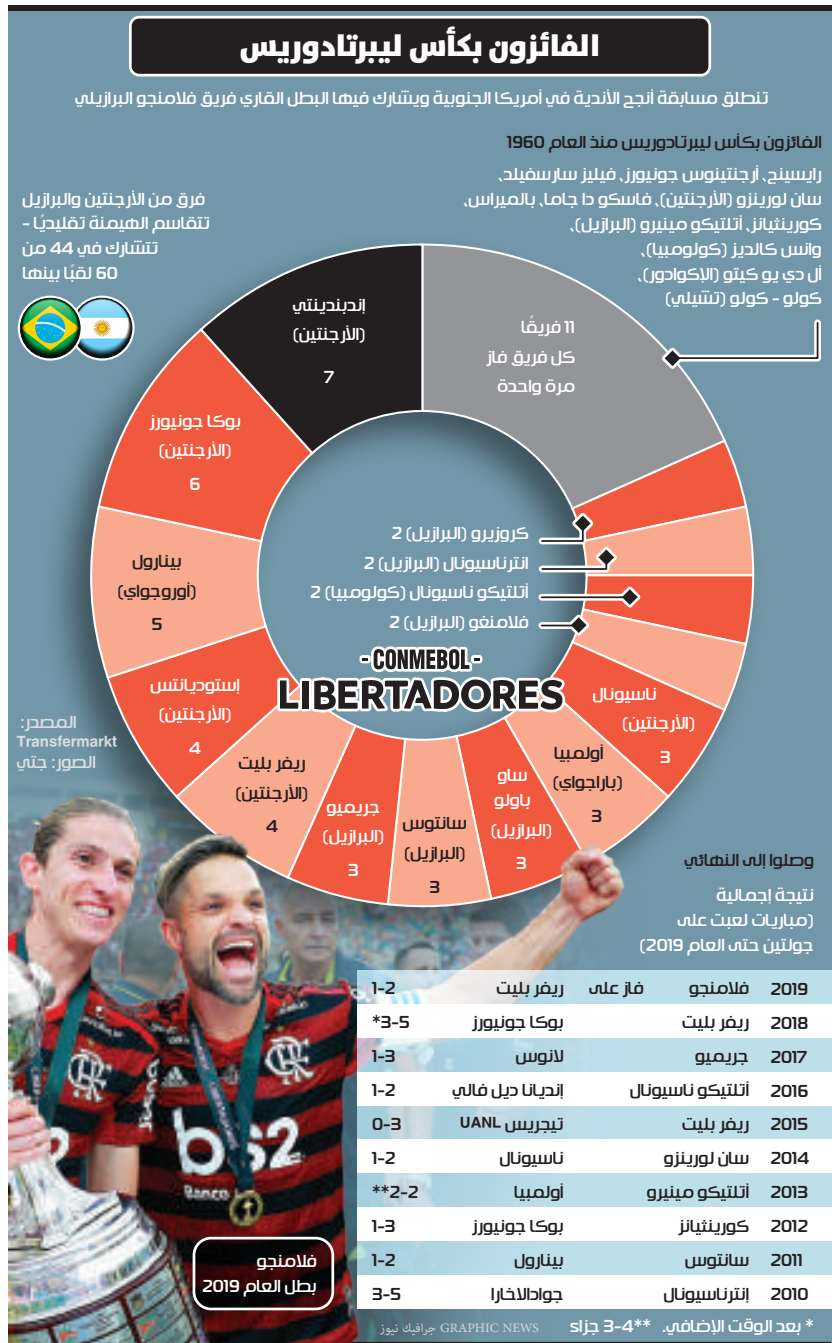 الفائزون بكأس ليبرتادوريس
تنطلق مسابقة أنجح الأندية في أمريكا الجنوبية ويشارك فيها البطل القاري فريق فلامنجو البرازيلي
الفائزون بكأس ليبرتادوريس منذ العام 1960
رايسينج، أرجنتينوس جونيورز، فيليز سارسفيلد،
سان لورينزو (الأرجنتين)، فاسكو دا جاما، بالميراس،
كورينثيانز، أتلتيكو مينيرو (البرازيل)،
وانس كالديز (كولومبيا)،
أل دي يو كيتو (الإكوادور)،
كولو - كولو (تشيلي)
فرق من الأرجنتين والبرازيل
تتقاسم الهيمنة تقليديًا -
تتشارك في 44 من
60 لقبًا بينها
11 فريقًا
كل فريق فاز
مرة واحدة
إندبندينتي
(الأرجنتين)
7
بوكا جونيورز
(الأرجنتين)
6
بينارول
(أوروجواي)
5
إستوديانتس
(الأرجنتين)
4
ريفر بليت
(الأرجنتين)
4
جريميو
(البرازيل)
3
سانتوس
(البرازيل)
3
ساو
باولو
(البرازيل)
3
أولمبيا
(باراجواي)
3
ناسيونال
(الأرجنتين)
3
كروزيرو (البرازيل) 2
انترناسيونال (البرازيل) 2
أتلتيكو ناسيونال (كولومبيا) 2
فلامنغو (البرازيل) 2
- CONMEBOL -
LIBERTADORES
المصدر:
Transfermarkt
الصور: جتي
وصلوا إلى النهائي
نتيجة إجمالية
(مباريات لعبت على
جولتين حتى العام 2019)
2019 فلامنجو فاز على ريفر بليت 1-2
2018 ريفر بليت بوكا جونيورز *3-5
2017 جريميو لانوس 1-3
2016 أتلتيكو ناسيونال إنديانا ديل فالي 1-2
2015 ريفر بليت تيجريس UANL 0-3
2014 سان لورينزو ناسيونال 1-2
2013 أتلتيكو مينيرو أولمبيا **2-2
2012 كورينثيانز بوكا جونيورز 1-3
2011 سانتوس بينارول 1-2
2010 إنترناسيونال جوادالاخارا 3-5
* بعد الوقت الإضافي. **4-3 جزاء
GRAPHIC NEWS جرافيك نيوز
فلامنجو
بطل العام 2019
bs2
Banco